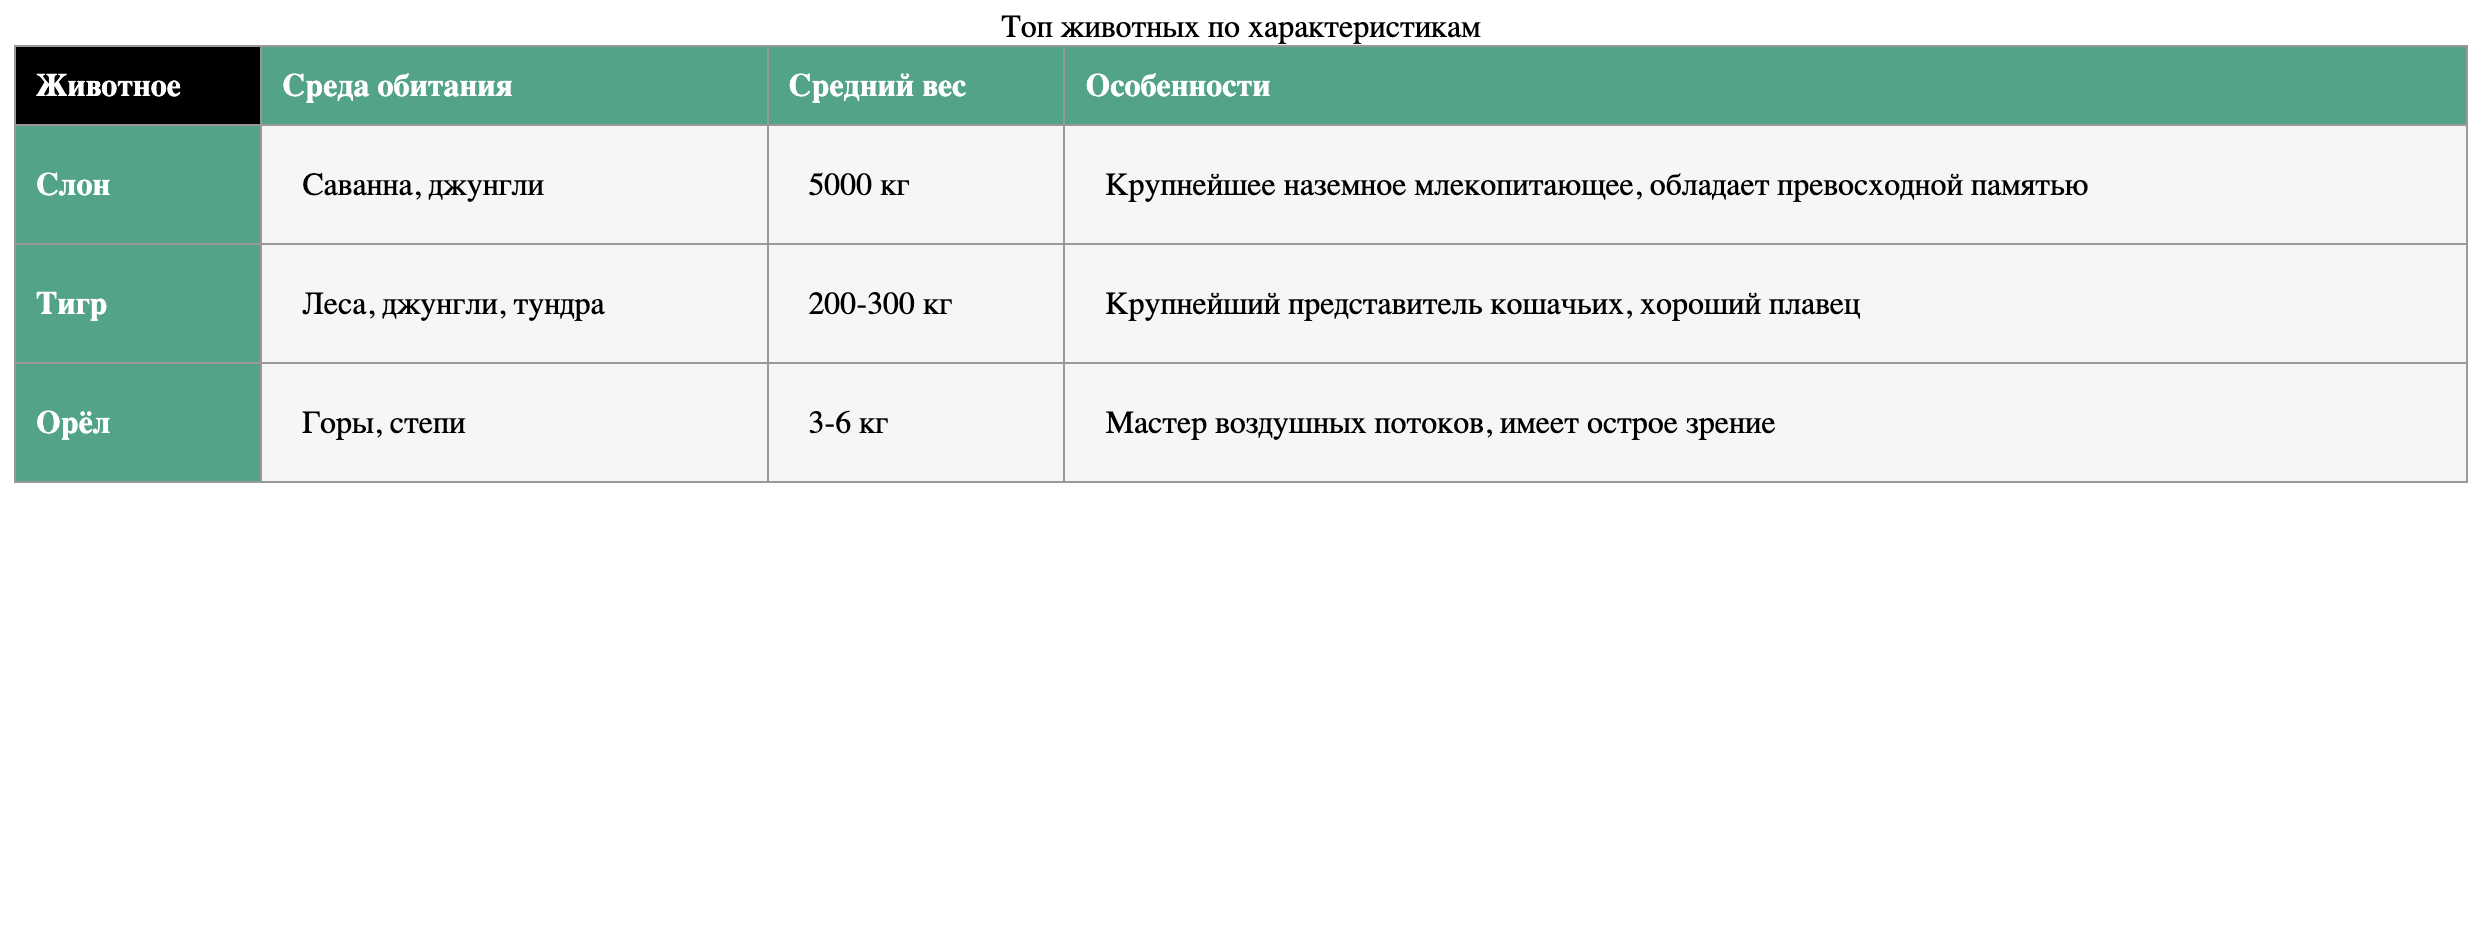 Топ животных по характеристикам
Животное Среда обитания Средний вес Особенности
Слон Саванна, джунгли 5000 кг Крупнейшее наземное млекопитающее, обладает превосходной памятью
Тигр Леса, джунгли, тундра 200-300 кг Крупнейший представитель кошачьих, хороший плавец
Орёл Горы, степи 3-6 кг Мастер воздушных потоков, имеет острое зрение